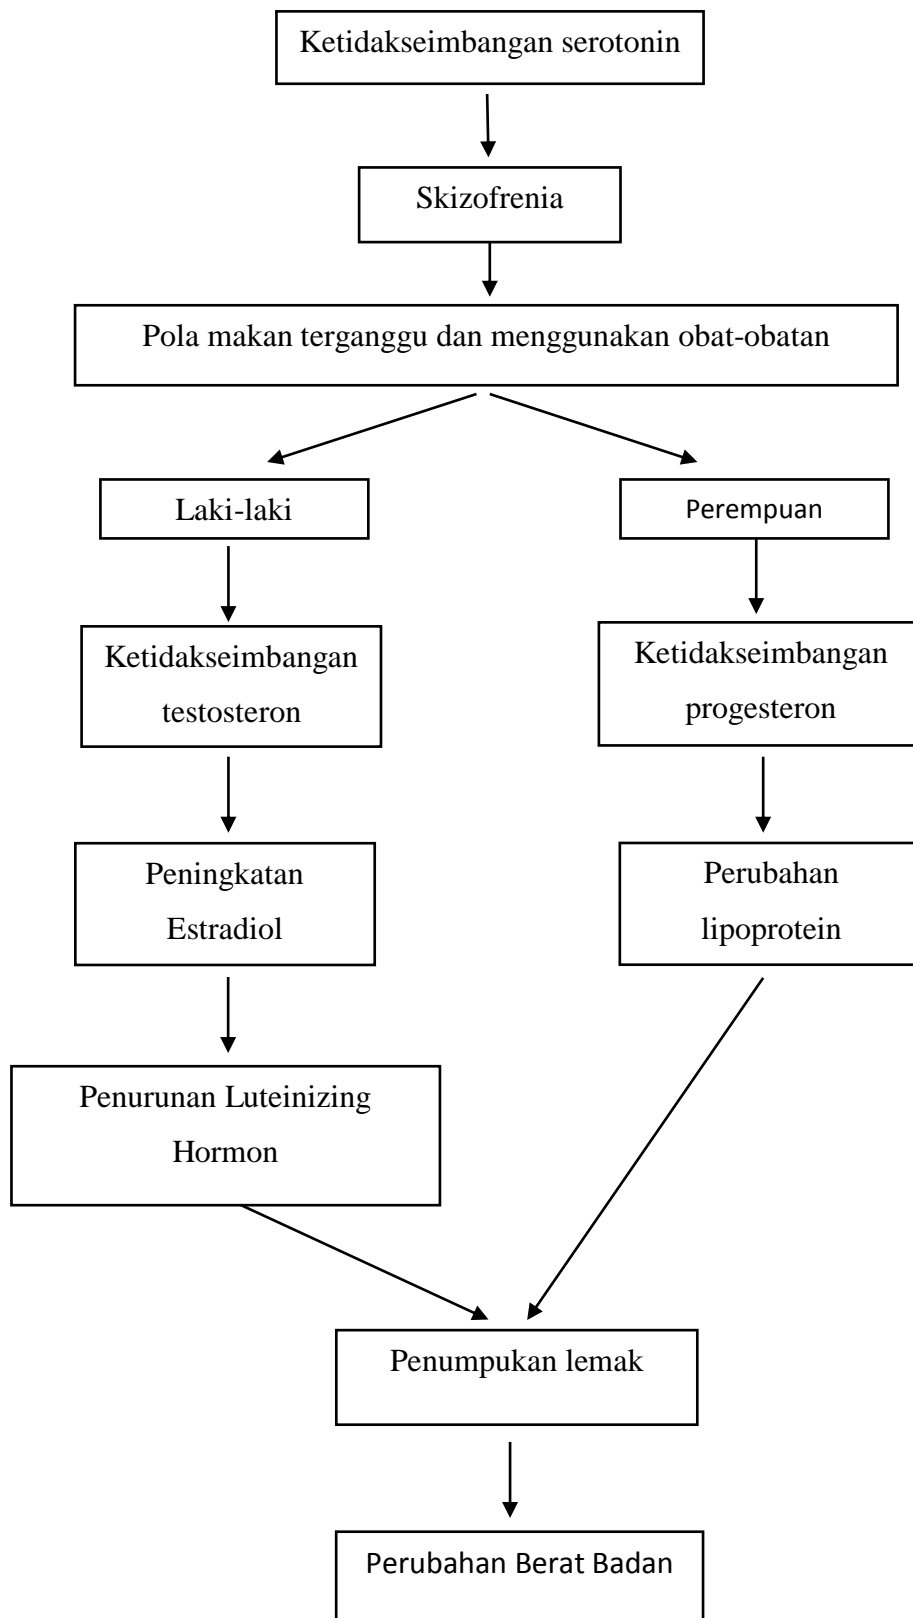 Ketidakseimbangan serotonin
Skizofrenia
Pola makan terganggu dan menggunakan obat-obatan
Laki-laki
Perempuan
Ketidakseimbangan
testosteron
Ketidakseimbangan
progesteron
Peningkatan
Estradiol
Perubahan
lipoprotein
Penurunan Luteinizing
Hormon
Penumpukan lemak
Perubahan Berat Badan